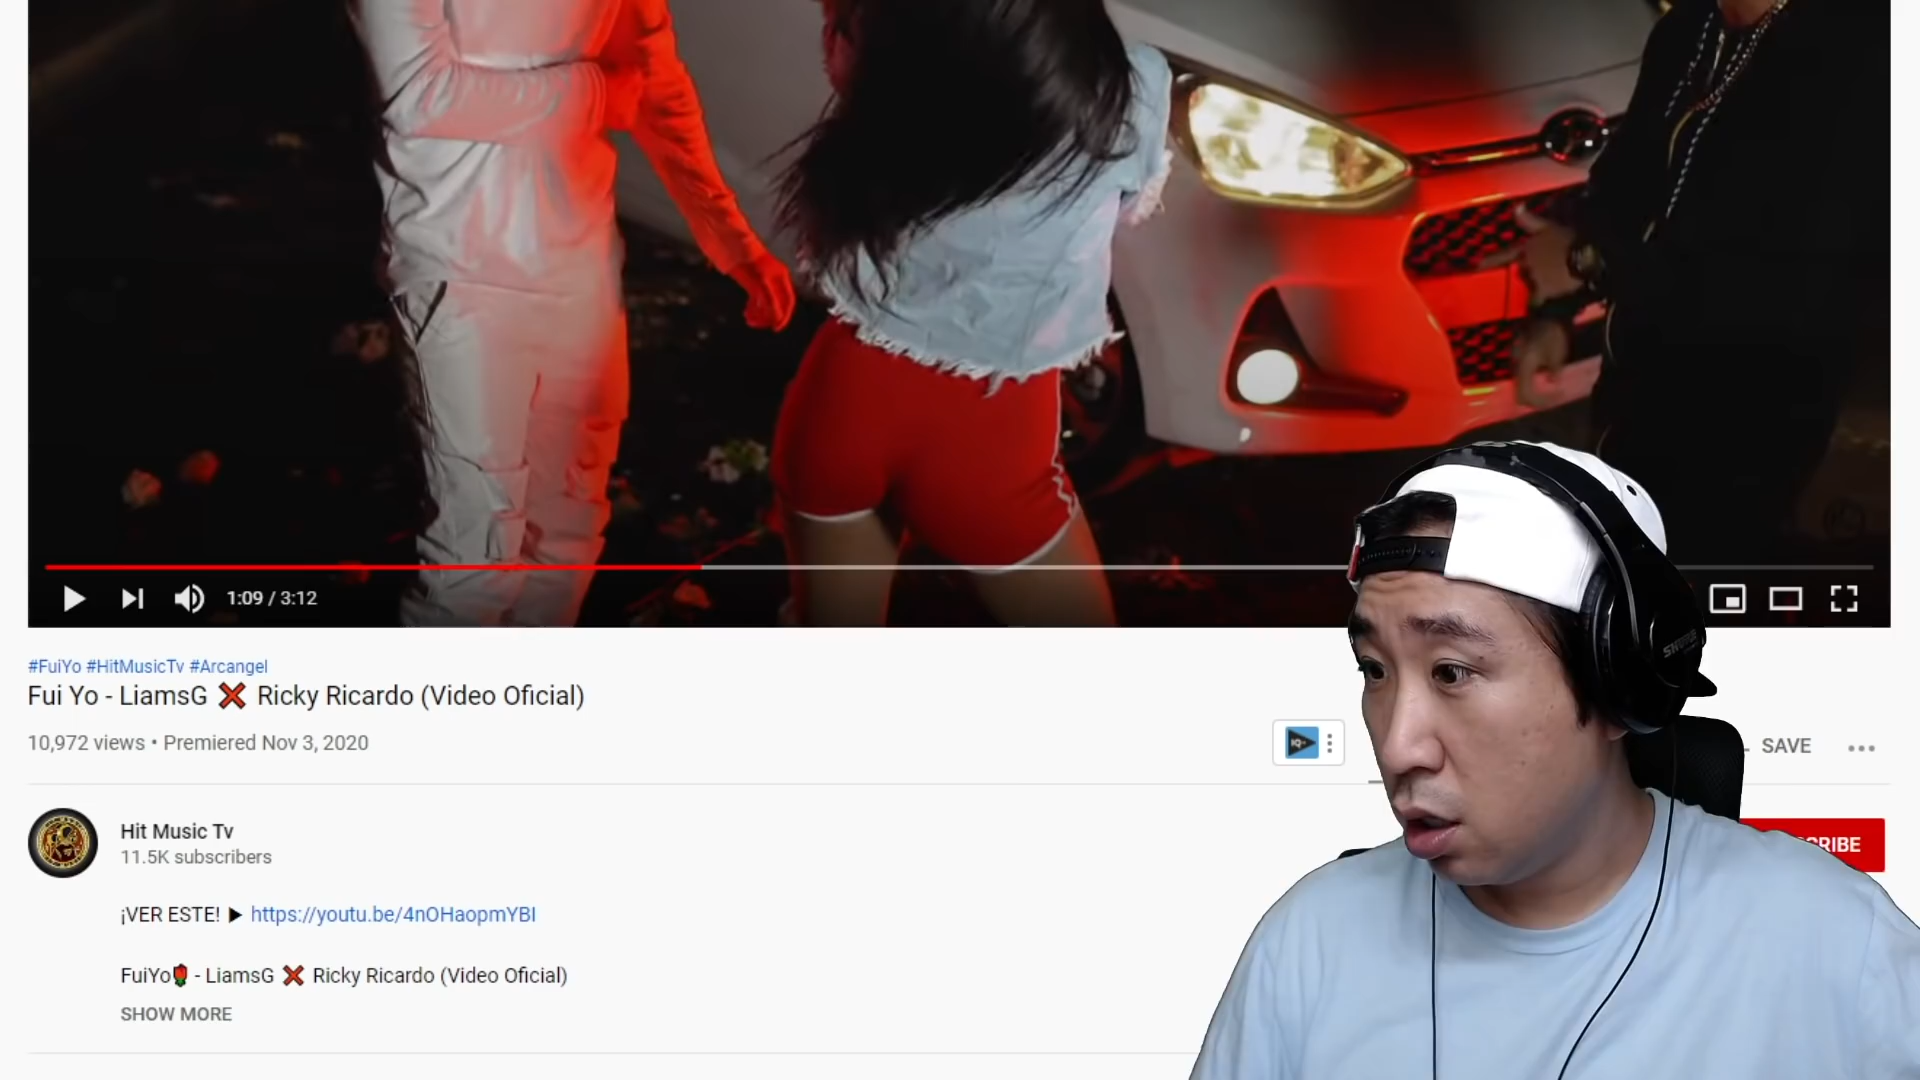 1:09 / 3:12
#FuiYo #HitMusicTv #Arcangel
Fui Yo - LiamsG ❌ Ricky Ricardo (Video Oficial)
10,972 views • Premiered Nov 3, 2020
IQ
SAVE
Hit Music Tv
11.5K subscribers
CRIBE
¡VER ESTE! ▶ https://youtu.be/4nOHaopmYBI
FuiYo🌹 - LiamsG ❌ Ricky Ricardo (Video Oficial)
SHOW MORE